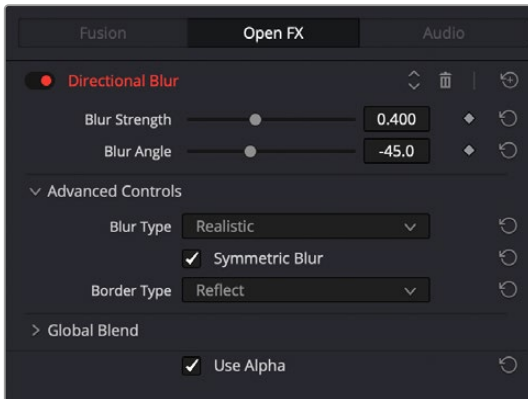 Fusion Open FX Audio
Directional Blur
Blur Strength 0.400
Blur Angle -45.0
Advanced Controls
Blur Type Realistic
Symmetric Blur
Border Type Reflect
Global Blend
Use Alpha